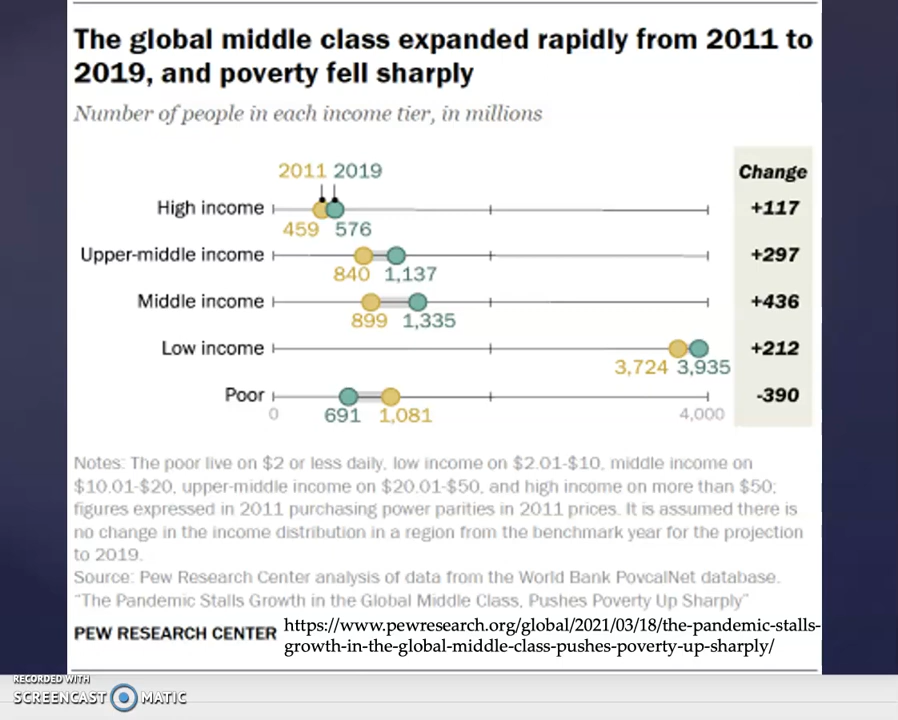 The global middle class expanded rapidly from 2011 to
2019, and poverty fell sharply
Number of people in each income tier, in millions
2011 2019
Change
High income
+117
459 576
Upper-middle income
+297
840 1,137
Middle income
+436
899 1,335
Low income
+212
3,724 3,935
Poor
-390
0 691 1,081 4,000
Notes: The poor live on $2 or less daily, low income on $2.01-$10, middle income on
$10.01-$20, upper-middle income on $20.01-$50, and high income on more than $50;
figures expressed in 2011 purchasing power parities in 2011 prices. It is assumed there is
no change in the income distribution in a region from the benchmark year for the projection
to 2019.
Source: Pew Research Center analysis of data from the World Bank PovcalNet database.
"The Pandemic Stalls Growth in the Global Middle Class, Pushes Poverty Up Sharply"
PEW RESEARCH CENTER
https://www.pewresearch.org/global/2021/03/18/the-pandemic-stalls-
growth-in-the-global-middle-class-pushes-poverty-up-sharply/
RECORDED WITH
SCREENCAST MATIC